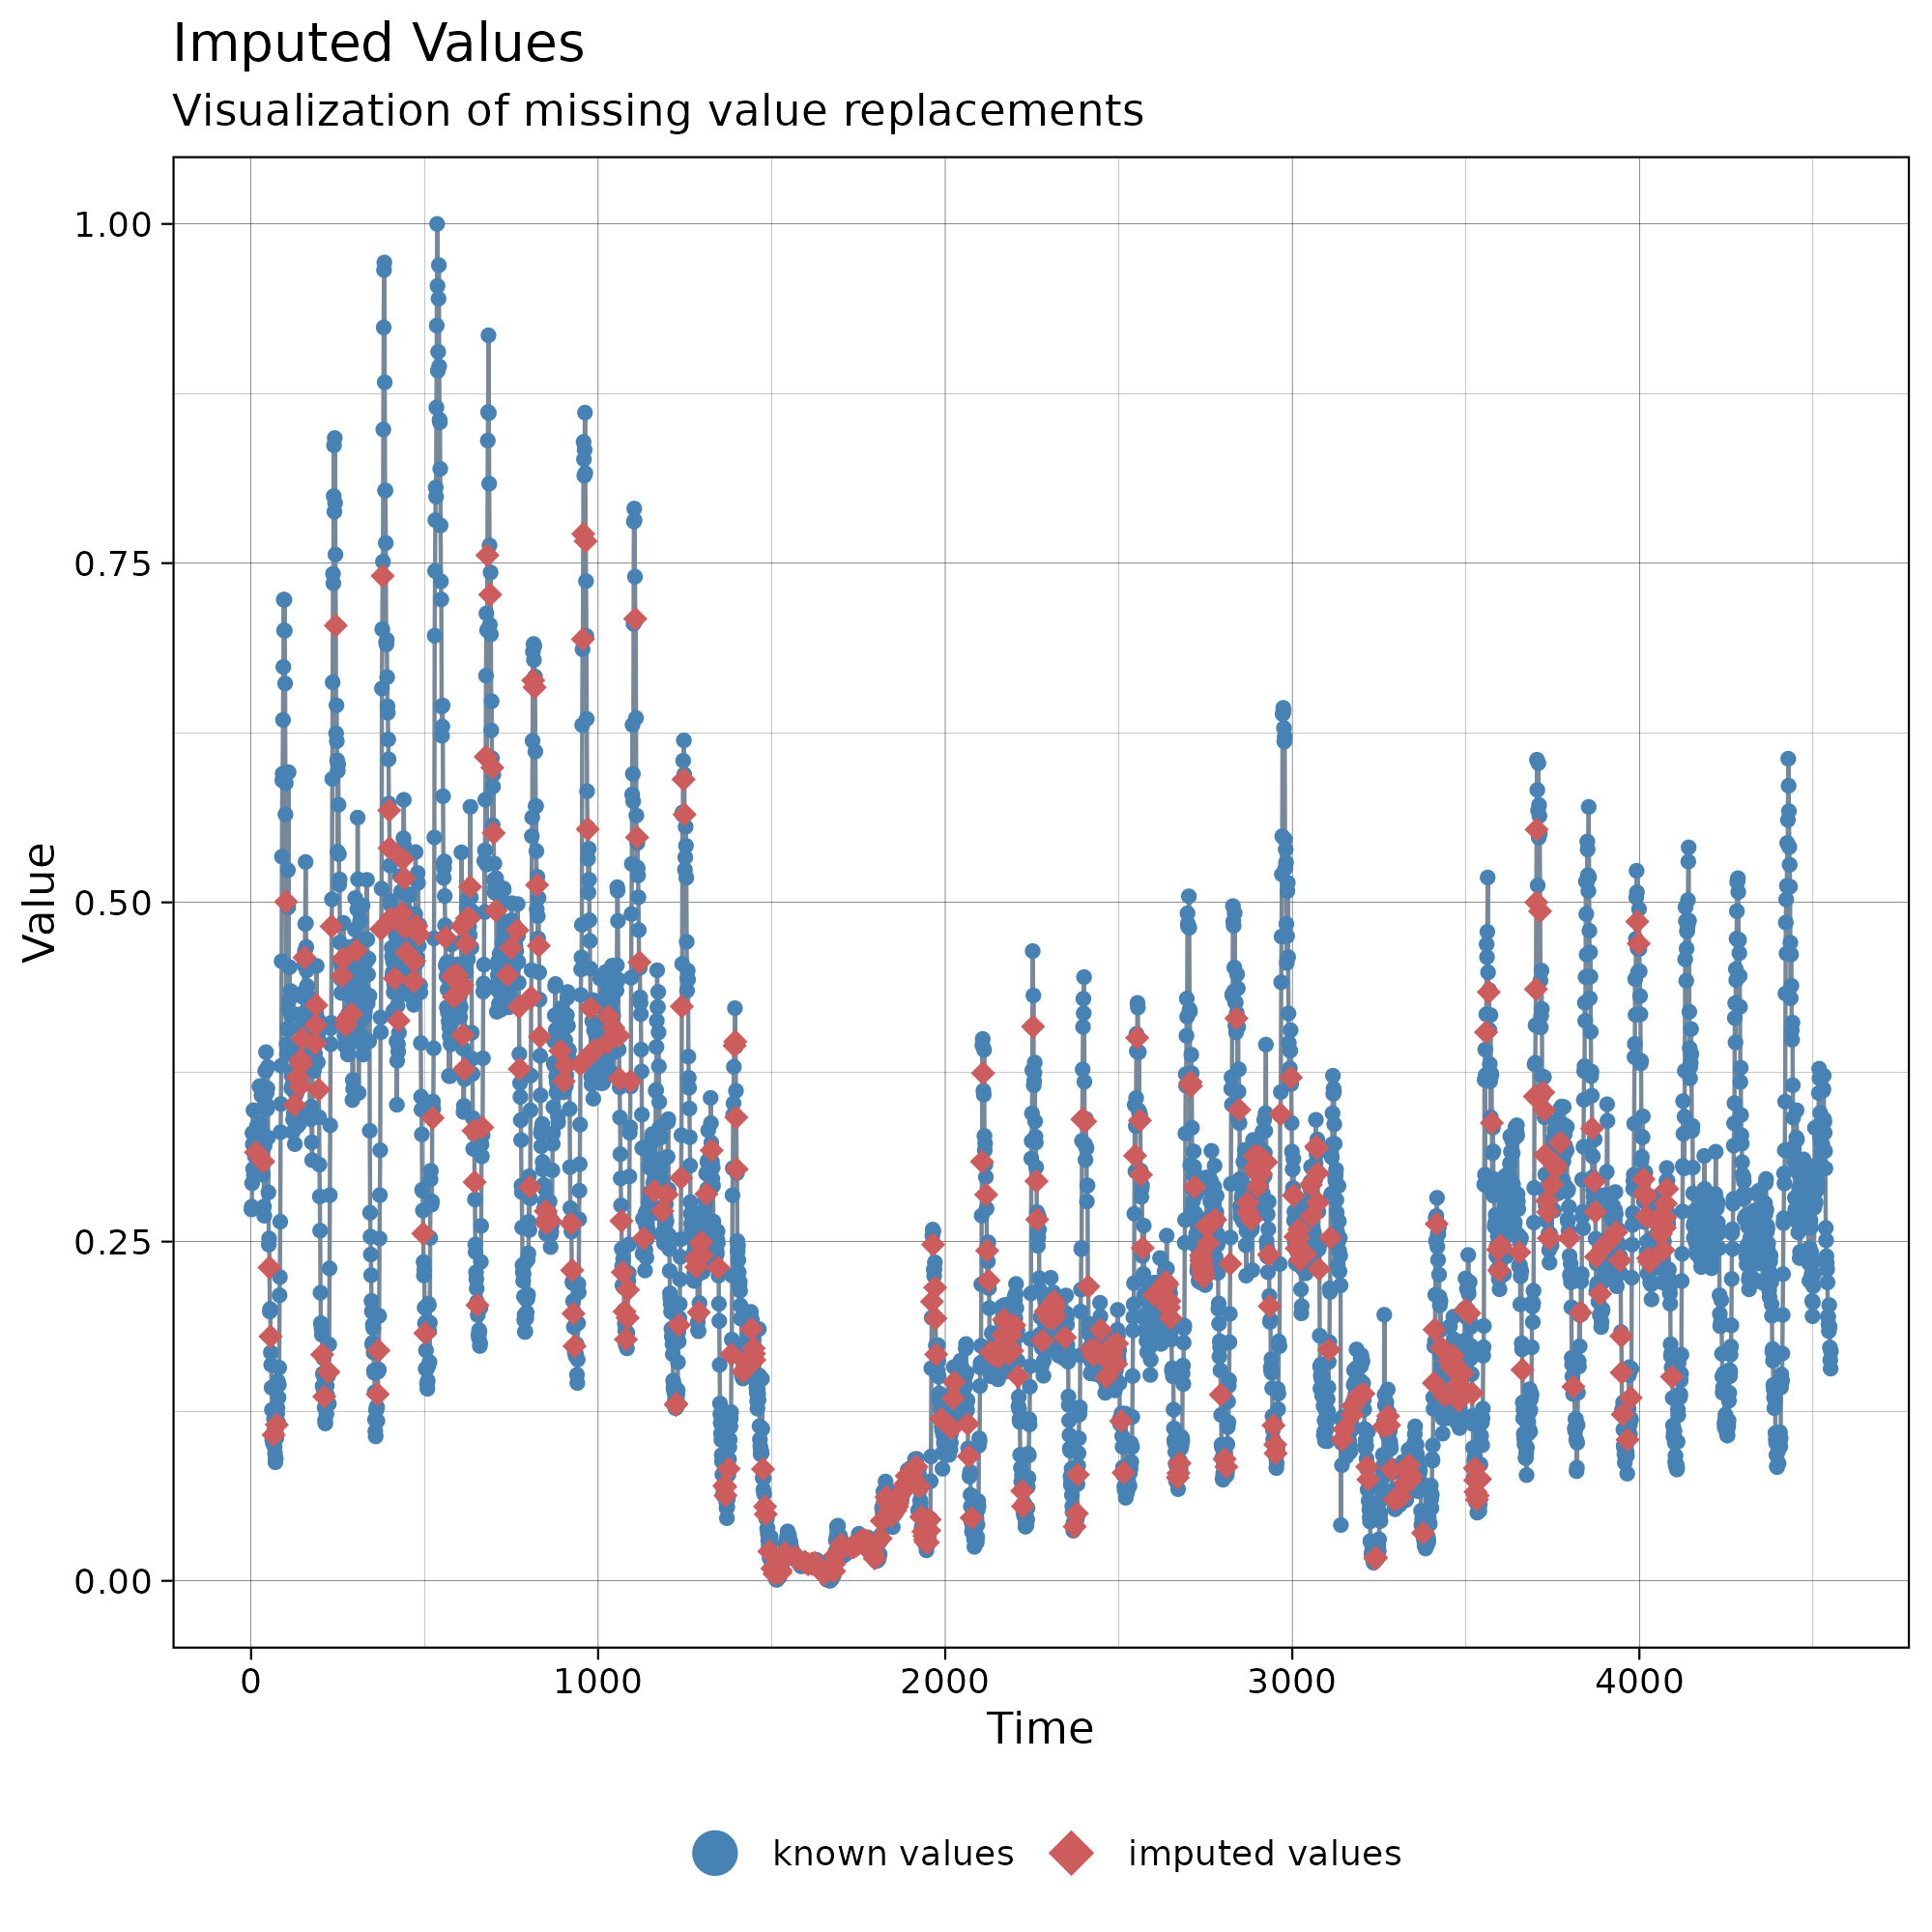 Imputed Values
Visualization of missing value replacements
1.00
0.75
0.50
0.25
0.00
Value
0 1000 2000 3000 4000
Time
known values imputed values